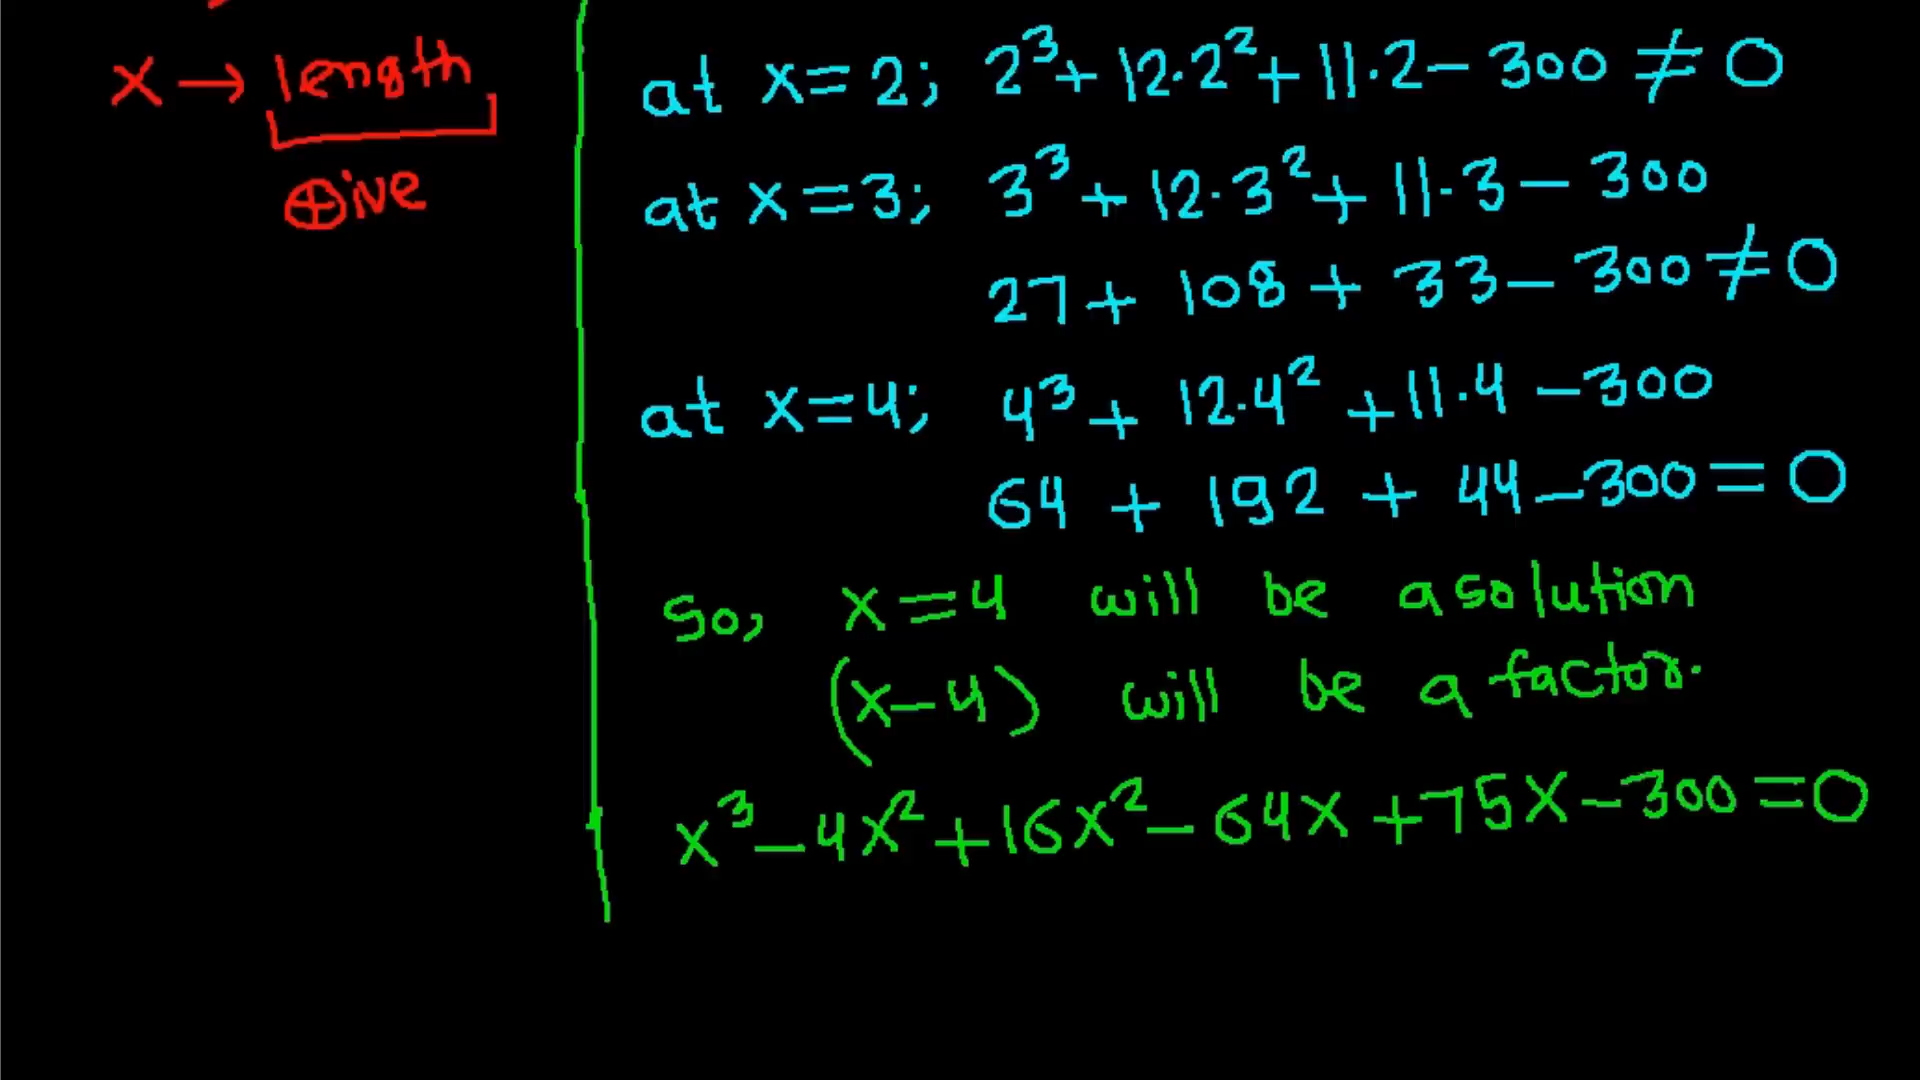 x → length
⊕ive
at x=2; 2³+12·2²+11·2-300 ≠ 0
at x=3; 3³+12·3²+11·3-300
27+108+33-300 ≠ 0
at x=4; 4³+12·4²+11·4-300
64+192+44-300=0
so, x=4 will be a solution
(x-4) will be a factor.
x³-4x²+16x²-64x+75x-300=0